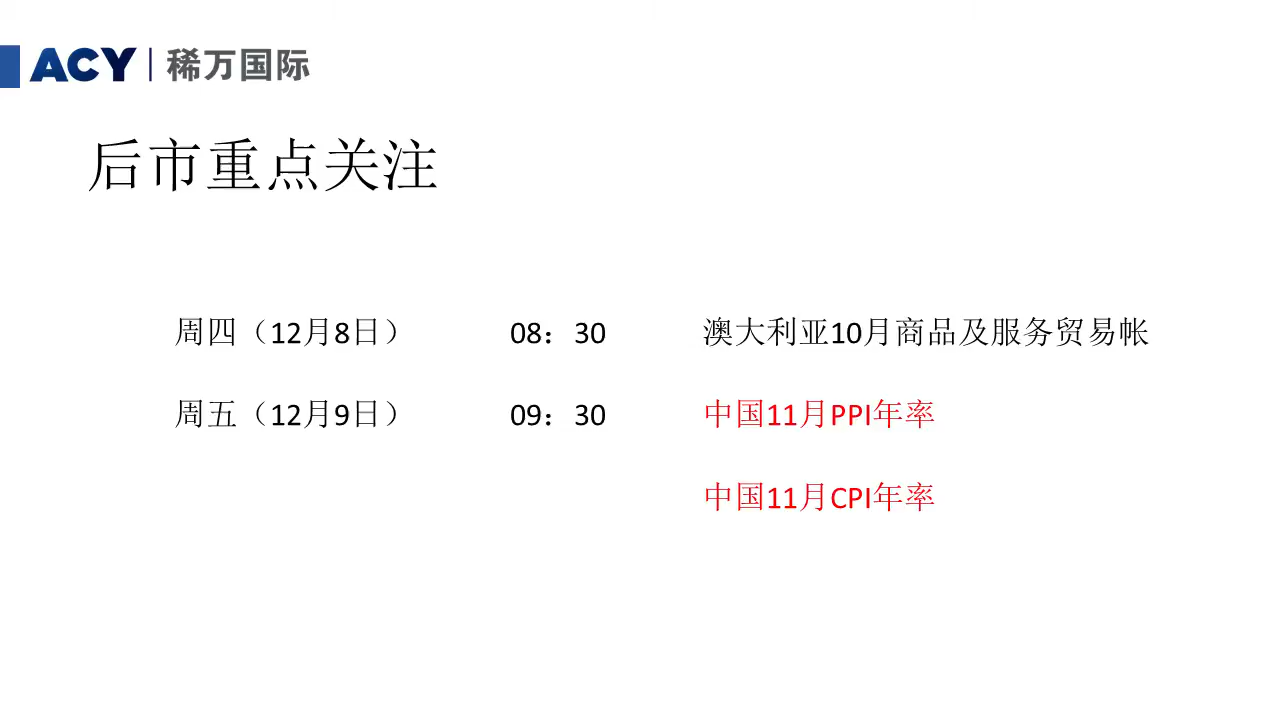 ACY | 稀万国际
后市重点关注
周四（12月8日） 08：30 澳大利亚10月商品及服务贸易帐
周五（12月9日） 09：30 中国11月PPI年率
中国11月CPI年率